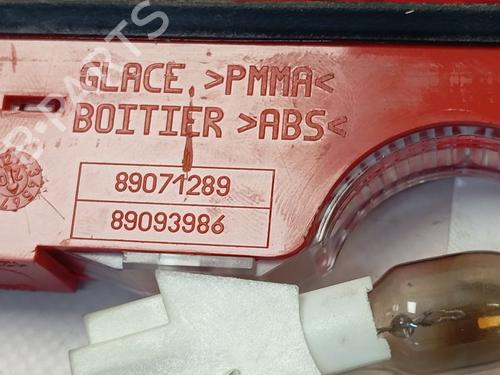 GLACE >PMMA<
BOITIER >ABS<
89071289
89093986